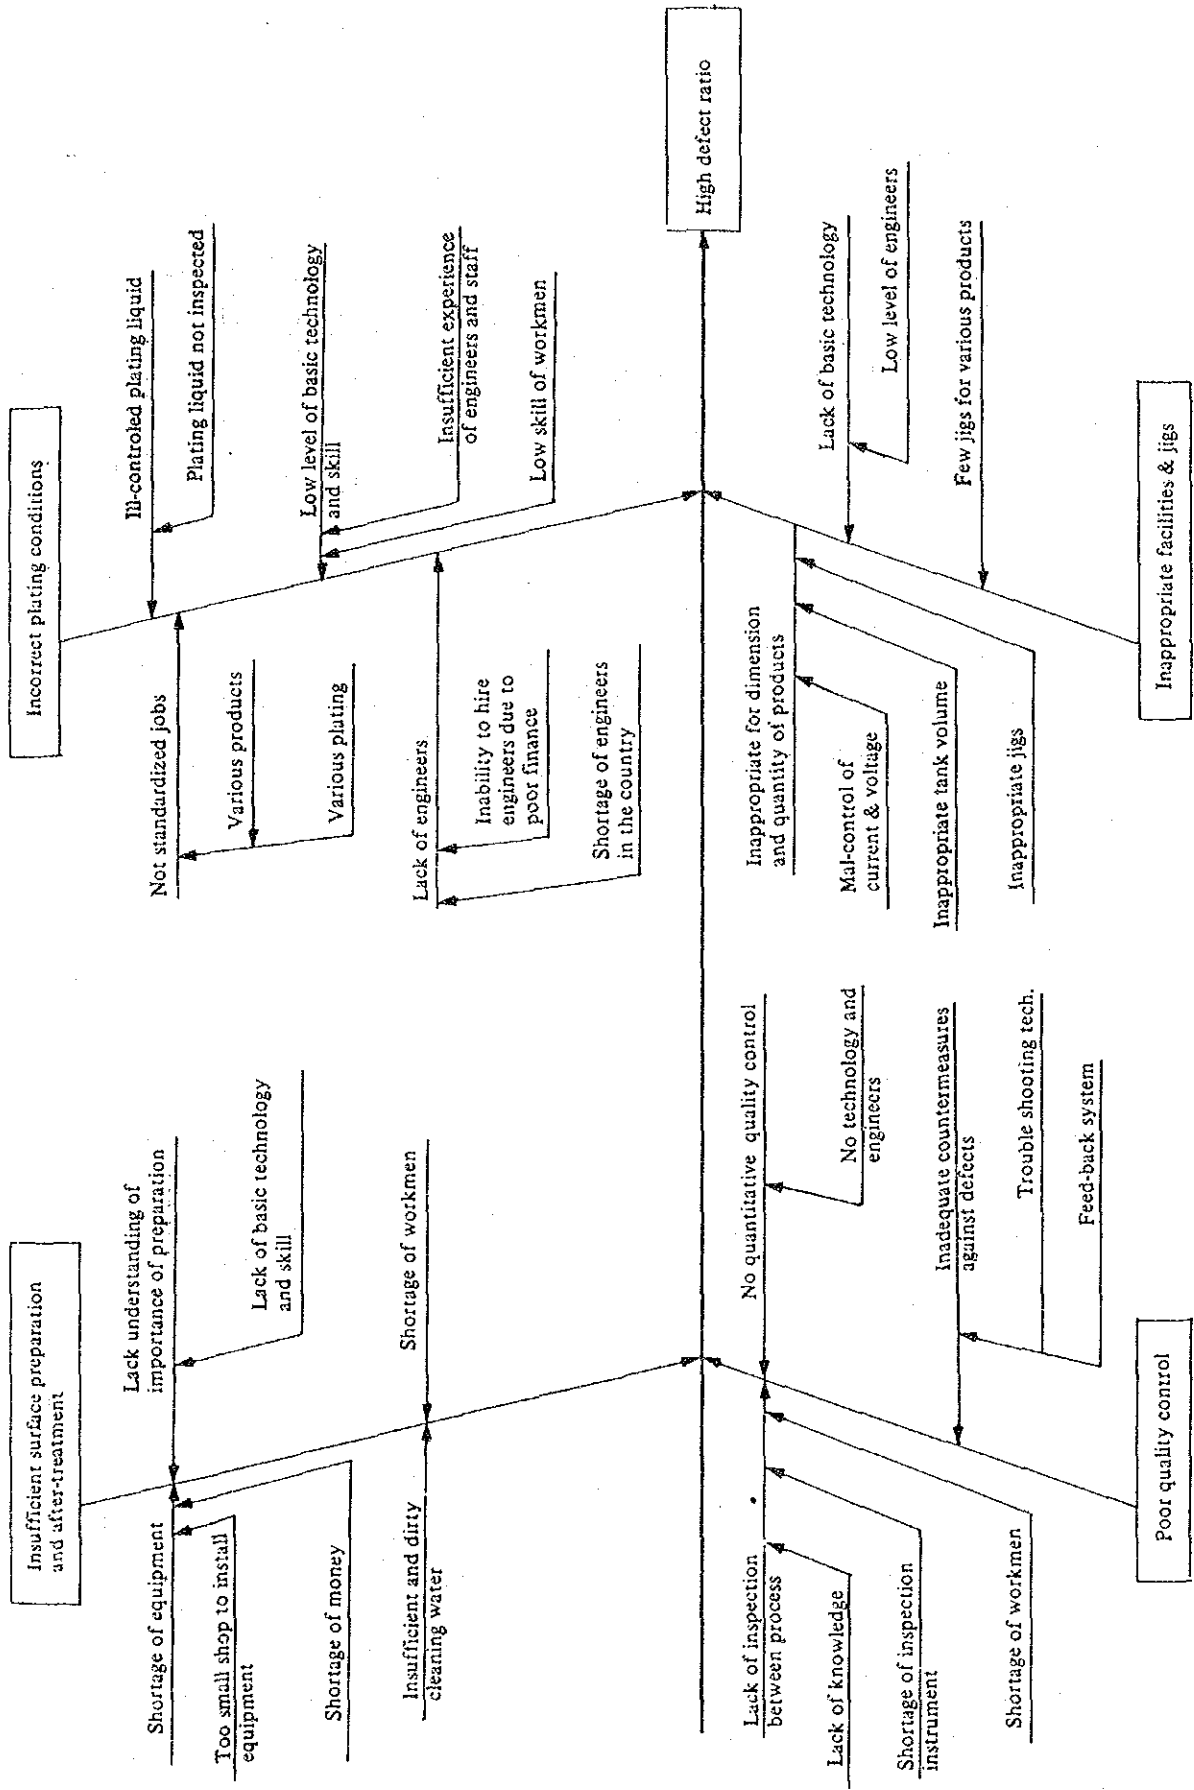 Insufficient surface preparation
and after-treatment
Shortage of equipment
Too small shop to install
equipment
Shortage of money
Lack understanding of
importance of preparation
Lack of basic technology
and skill
Insufficient and dirty
cleaning water
Shortage of workmen
Incorrect plating conditions
Not standardized jobs
Various products
Various pluting
Ill-controled plating liquid
Plating liquid not inspected
Low level of basic technology
and skill
Insufficient experience
of engineers and staff
Low skill of workmen
Lack of engineers
Inability to hire
engineers due to
poor finance
Shortage of engineers
in the country
High defect ratio
Lack of inspection
between process
Lack of knowledge
Shortage of inspection
instrument
Shortage of workmen
No quantitative quality control
No technology and
engineers
Inadequate countermeasures
against defects
Trouble shooting tech.
Feed-back system
Poor quality control
Inappropriate for dimension
and quantity of products
Mal-control of
current & voltage
Inappropriate tank volume
Inappropriate jigs
Lack of basic technology
Low level of engineers
Few jigs for various products
Inappropriate facilities & jigs